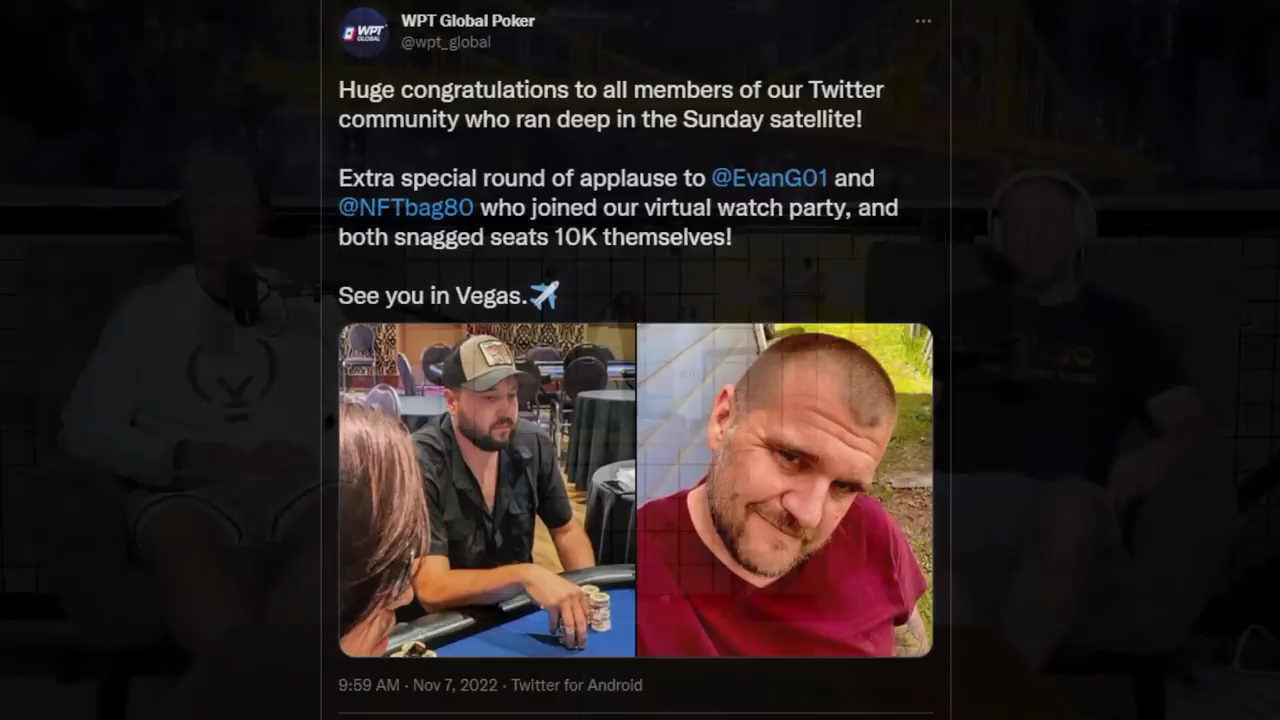 WPT Global Poker
@wpt_global
WPT
GLOBAL
Huge congratulations to all members of our Twitter
community who ran deep in the Sunday satellite!
Extra special round of applause to @EvanG01 and
@NFTbag80 who joined our virtual watch party, and
both snagged seats 10K themselves!
See you in Vegas.
9:59 AM · Nov 7, 2022 · Twitter for Android